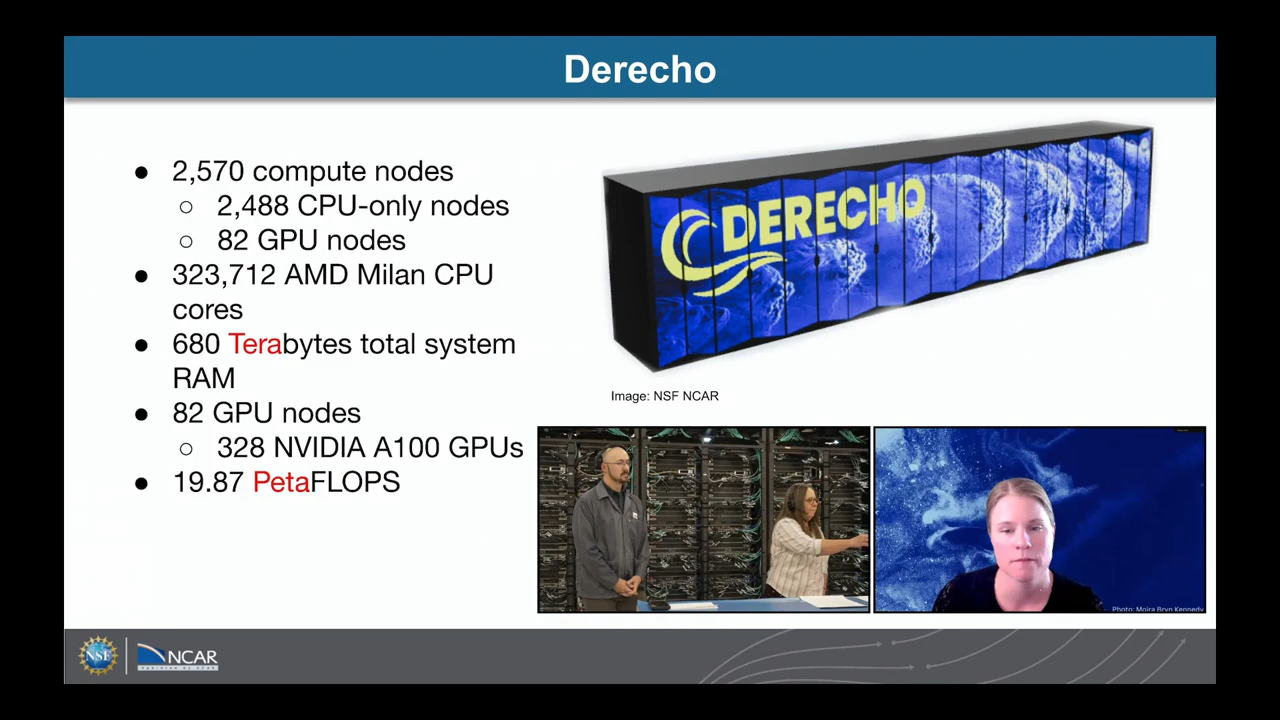 Derecho
● 2,570 compute nodes
○ 2,488 CPU-only nodes
○ 82 GPU nodes
● 323,712 AMD Milan CPU
cores
● 680 Terabytes total system
RAM
● 82 GPU nodes
○ 328 NVIDIA A100 GPUs
● 19.87 PetaFLOPS
DERECHO
Image: NSF NCAR
Photo: Moira Bryn Kennedy
NSF
NCAR